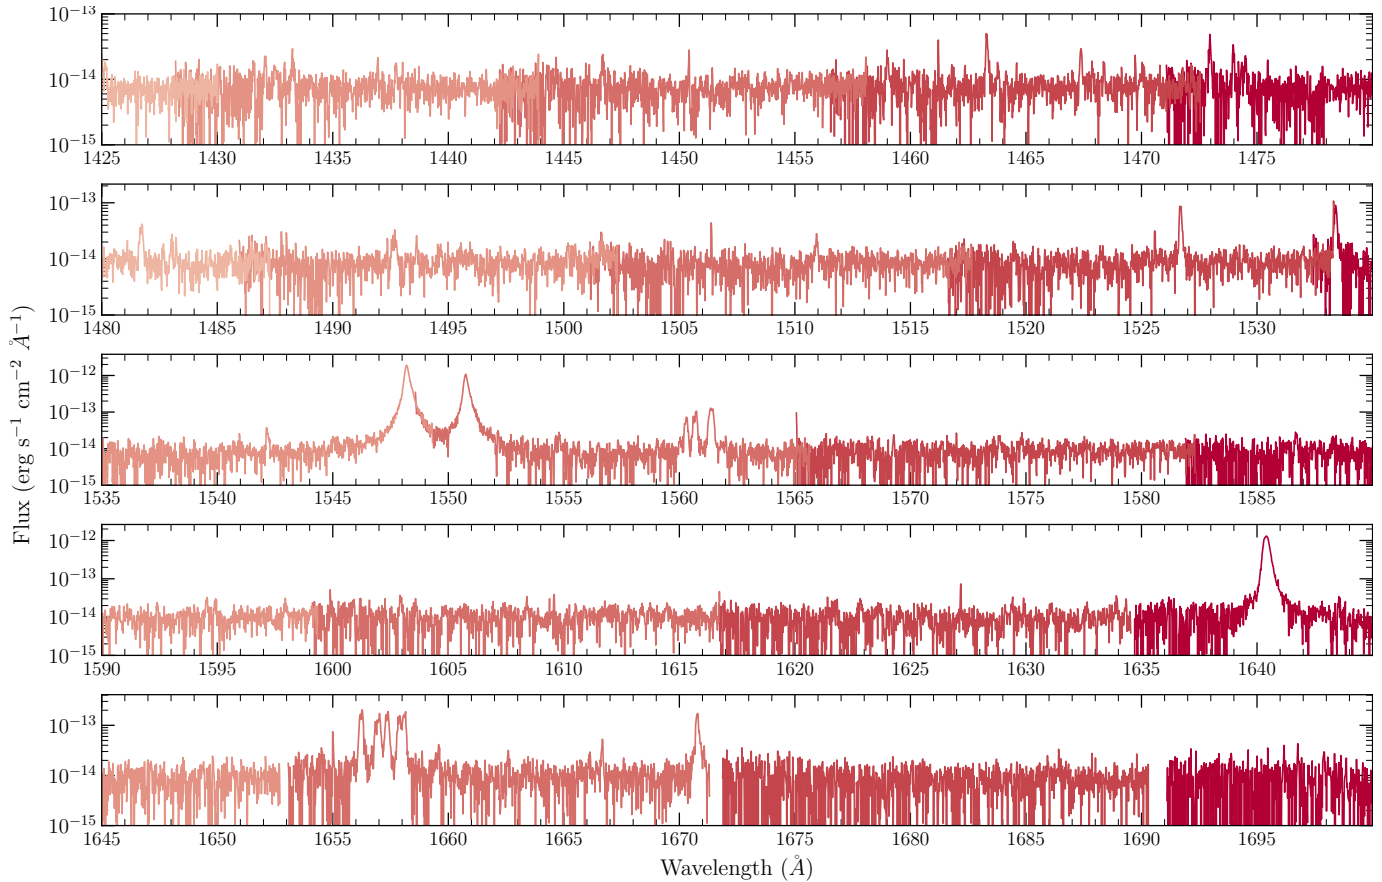 10⁻¹³
10⁻¹⁴
10⁻¹⁵
1425 1430 1435 1440 1445 1450 1455 1460 1465 1470 1475
10⁻¹³
10⁻¹⁴
10⁻¹⁵
1480 1485 1490 1495 1500 1505 1510 1515 1520 1525 1530
Flux (erg s⁻¹ cm⁻² Å⁻¹)
10⁻¹²
10⁻¹³
10⁻¹⁴
10⁻¹⁵
1535 1540 1545 1550 1555 1560 1565 1570 1575 1580 1585
10⁻¹²
10⁻¹³
10⁻¹⁴
10⁻¹⁵
1590 1595 1600 1605 1610 1615 1620 1625 1630 1635 1640
10⁻¹³
10⁻¹⁴
10⁻¹⁵
1645 1650 1655 1660 1665 1670 1675 1680 1685 1690 1695
Wavelength (Å)